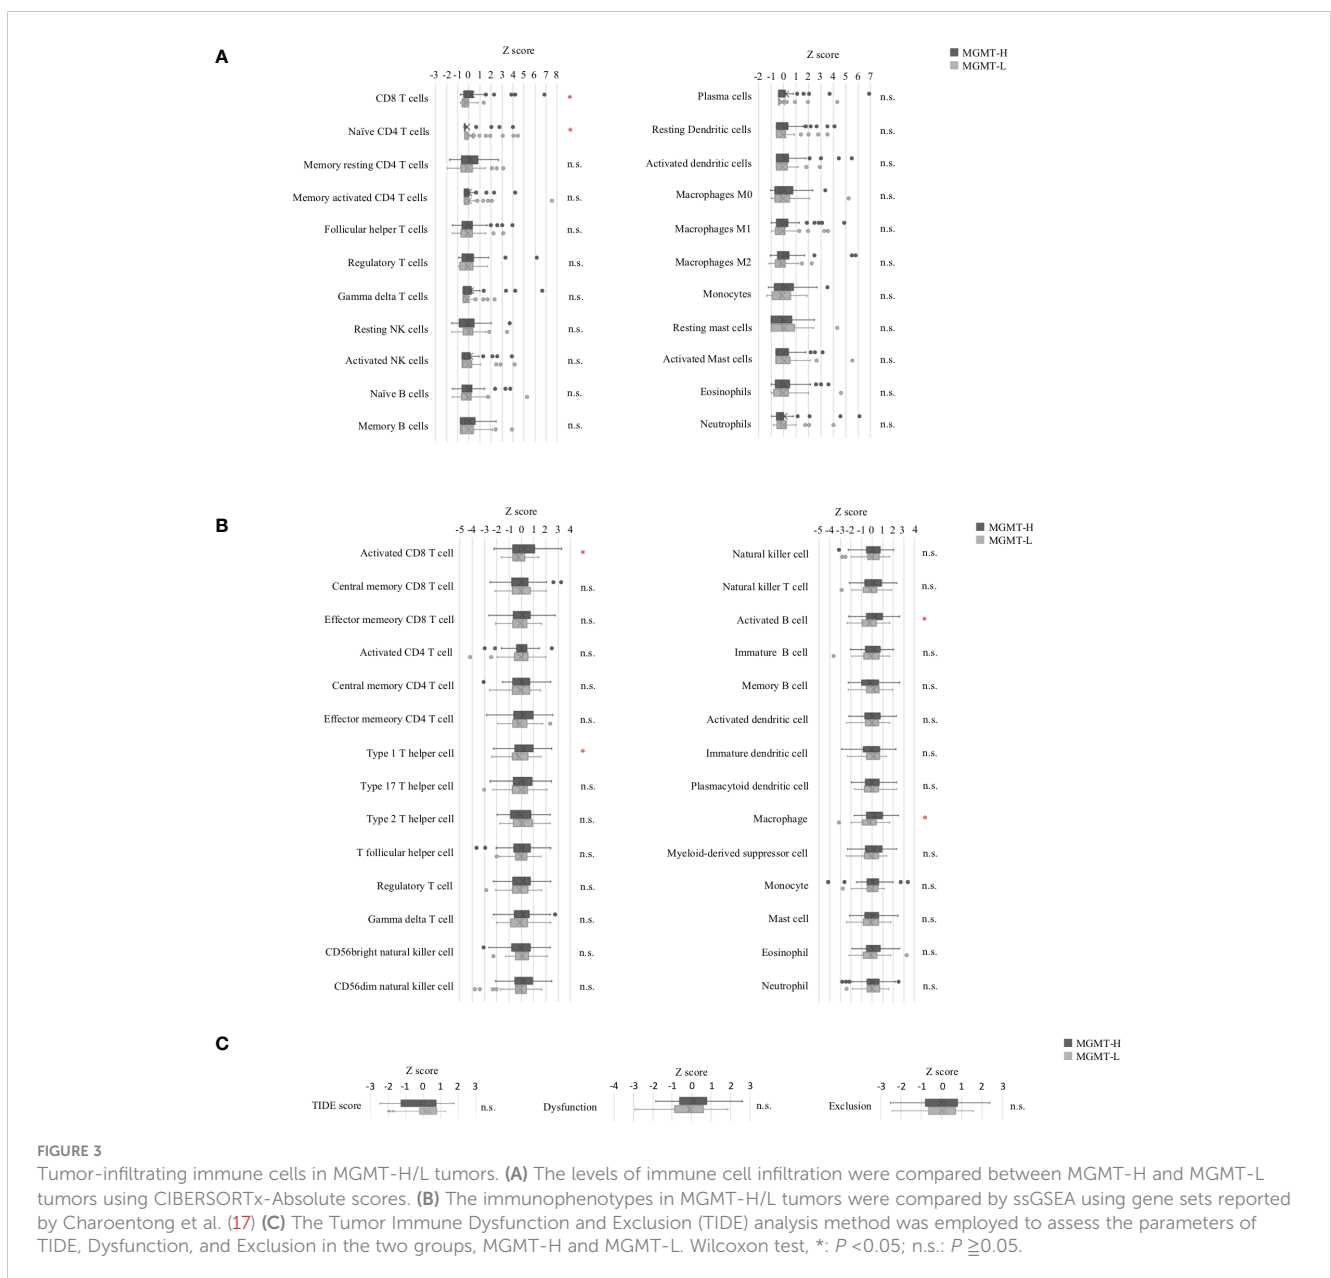 A
Z score
-3 -2 -1 0 1 2 3 4 5 6 7 8
CD8 T cells *
Naïve CD4 T cells *
Memory resting CD4 T cells n.s.
Memory activated CD4 T cells n.s.
Follicular helper T cells n.s.
Regulatory T cells n.s.
Gamma delta T cells n.s.
Resting NK cells n.s.
Activated NK cells n.s.
Naïve B cells n.s.
Memory B cells n.s.
Z score
-2 -1 0 1 2 3 4 5 6 7
MGMT-H
MGMT-L
Plasma cells n.s.
Resting Dendritic cells n.s.
Activated dendritic cells n.s.
Macrophages M0 n.s.
Macrophages M1 n.s.
Macrophages M2 n.s.
Monocytes n.s.
Resting mast cells n.s.
Activated Mast cells n.s.
Eosinophils n.s.
Neutrophils n.s.
B
Z score
-5 -4 -3 -2 -1 0 1 2 3 4
Activated CD8 T cell *
Central memory CD8 T cell n.s.
Effector memeory CD8 T cell n.s.
Activated CD4 T cell n.s.
Central memory CD4 T cell n.s.
Effector memeory CD4 T cell n.s.
Type 1 T helper cell *
Type 17 T helper cell n.s.
Type 2 T helper cell n.s.
T follicular helper cell n.s.
Regulatory T cell n.s.
Gamma delta T cell n.s.
CD56bright natural killer cell n.s.
CD56dim natural killer cell n.s.
Z score
-5 -4 -3 -2 -1 0 1 2 3 4
MGMT-H
MGMT-L
Natural killer cell n.s.
Natural killer T cell n.s.
Activated B cell *
Immature B cell n.s.
Memory B cell n.s.
Activated dendritic cell n.s.
Immature dendritic cell n.s.
Plasmacytoid dendritic cell n.s.
Macrophage *
Myeloid-derived suppressor cell n.s.
Monocyte n.s.
Mast cell n.s.
Eosinophil n.s.
Neutrophil n.s.
C
MGMT-H
MGMT-L
Z score
-3 -2 -1 0 1 2 3
TIDE score n.s.
Z score
-4 -3 -2 -1 0 1 2 3
Dysfunction n.s.
Z score
-3 -2 -1 0 1 2 3
Exclusion n.s.
FIGURE 3
Tumor-infiltrating immune cells in MGMT-H/L tumors. (A) The levels of immune cell infiltration were compared between MGMT-H and MGMT-L
tumors using CIBERSORTx-Absolute scores. (B) The immunophenotypes in MGMT-H/L tumors were compared by ssGSEA using gene sets reported
by Charoentong et al. (17) (C) The Tumor Immune Dysfunction and Exclusion (TIDE) analysis method was employed to assess the parameters of
TIDE, Dysfunction, and Exclusion in the two groups, MGMT-H and MGMT-L. Wilcoxon test, *: P <0.05; n.s.: P ≧0.05.